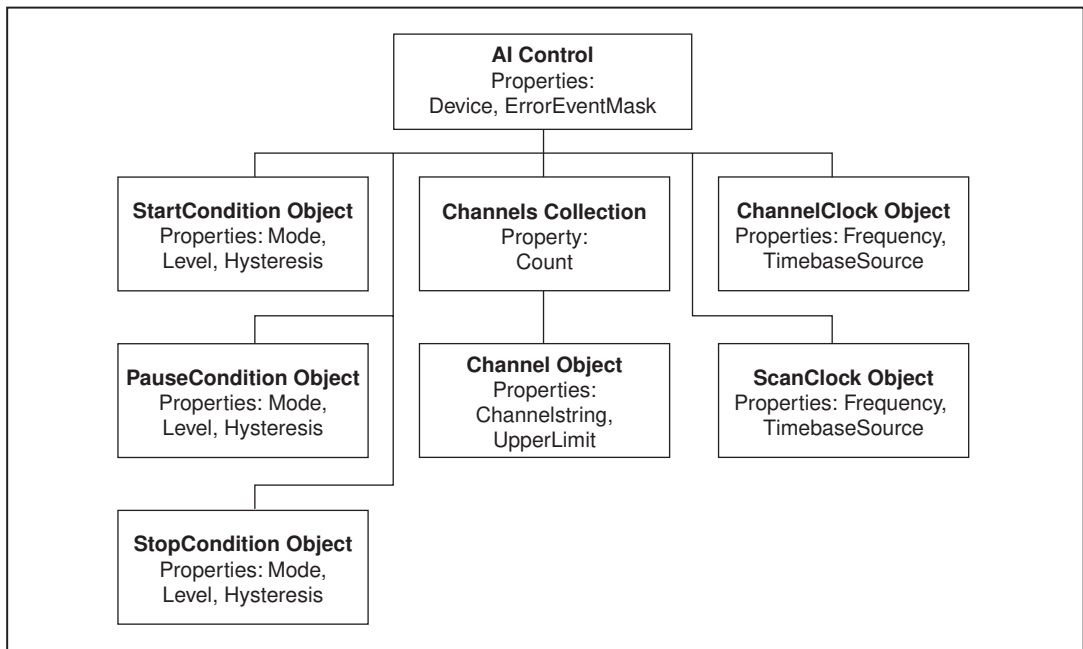 AI Control
Properties:
Device, ErrorEventMask
StartCondition Object
Properties: Mode,
Level, Hysteresis
Channels Collection
Property:
Count
ChannelClock Object
Properties: Frequency,
TimebaseSource
PauseCondition Object
Properties: Mode,
Level, Hysteresis
Channel Object
Properties:
Channelstring,
UpperLimit
ScanClock Object
Properties: Frequency,
TimebaseSource
StopCondition Object
Properties: Mode,
Level, Hysteresis